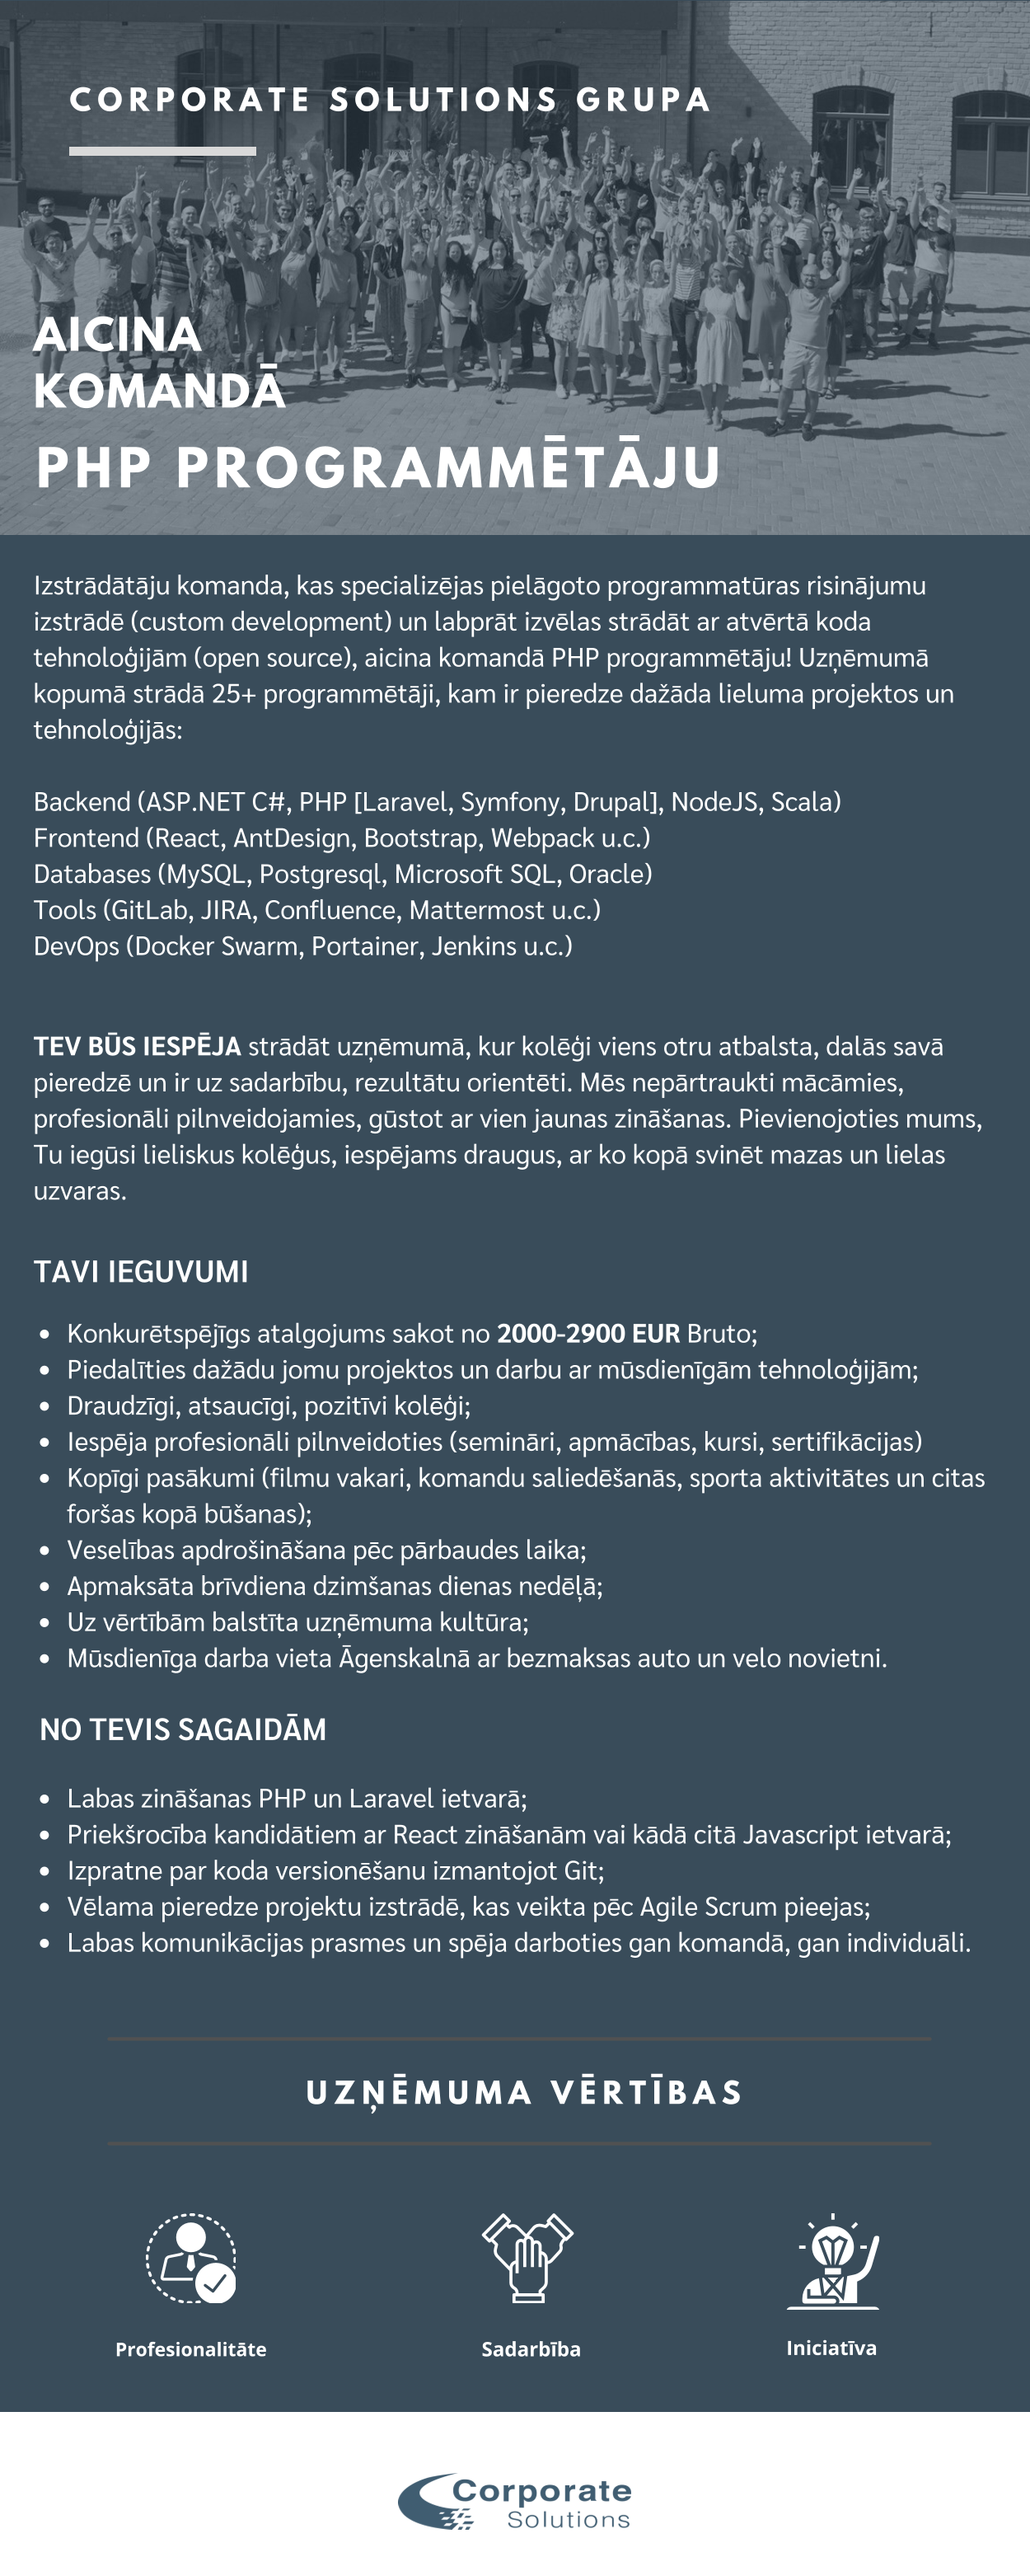 CORPORATE SOLUTIONS GRUPA
AICINA
KOMANDĀ
PHP PROGRAMMĒTĀJU
Izstrādātāju komanda, kas specializējas pielāgoto programmatūras risinājumu
izstrādē (custom development) un labprāt izvēlas strādāt ar atvērtā koda
tehnoloģijām (open source), aicina komandā PHP programmētāju! Uzņēmumā
kopumā strādā 25+ programmētāji, kam ir pieredze dažāda lieluma projektos un
tehnoloģijās:
Backend (ASP.NET C#, PHP [Laravel, Symfony, Drupal], NodeJS, Scala)
Frontend (React, AntDesign, Bootstrap, Webpack u.c.)
Databases (MySQL, Postgresql, Microsoft SQL, Oracle)
Tools (GitLab, JIRA, Confluence, Mattermost u.c.)
DevOps (Docker Swarm, Portainer, Jenkins u.c.)
TEV BŪS IESPĒJA strādāt uzņēmumā, kur kolēģi viens otru atbalsta, dalās savā
pieredzē un ir uz sadarbību, rezultātu orientēti. Mēs nepārtraukti mācāmies,
profesionāli pilnveidojamies, gūstot ar vien jaunas zināšanas. Pievienojoties mums,
Tu iegūsi lieliskus kolēģus, iespējams draugus, ar ko kopā svinēt mazas un lielas
uzvaras.
TAVI IEGUVUMI
• Konkurētspējīgs atalgojums sakot no 2000-2900 EUR Bruto;
• Piedalīties dažādu jomu projektos un darbu ar mūsdienīgām tehnoloģijām;
• Draudzīgi, atsaucīgi, pozitīvi kolēģi;
• Iespēja profesionāli pilnveidoties (semināri, apmācības, kursi, sertifikācijas)
• Kopīgi pasākumi (filmu vakari, komandu saliedēšanās, sporta aktivitātes un citas
foršas kopā būšanas);
• Veselības apdrošināšana pēc pārbaudes laika;
• Apmaksāta brīvdiena dzimšanas dienas nedēļā;
• Uz vērtībām balstīta uzņēmuma kultūra;
• Mūsdienīga darba vieta Āgenskalnā ar bezmaksas auto un velo novietni.
NO TEVIS SAGAIDĀM
• Labas zināšanas PHP un Laravel ietvarā;
• Priekšrocība kandidātiem ar React zināšanām vai kādā citā Javascript ietvarā;
• Izpratne par koda versionēšanu izmantojot Git;
• Vēlama pieredze projektu izstrādē, kas veikta pēc Agile Scrum pieejas;
• Labas komunikācijas prasmes un spēja darboties gan komandā, gan individuāli.
UZŅĒMUMA VĒRTĪBAS
Profesionalitāte
Sadarbība
Iniciatīva
Corporate
Solutions